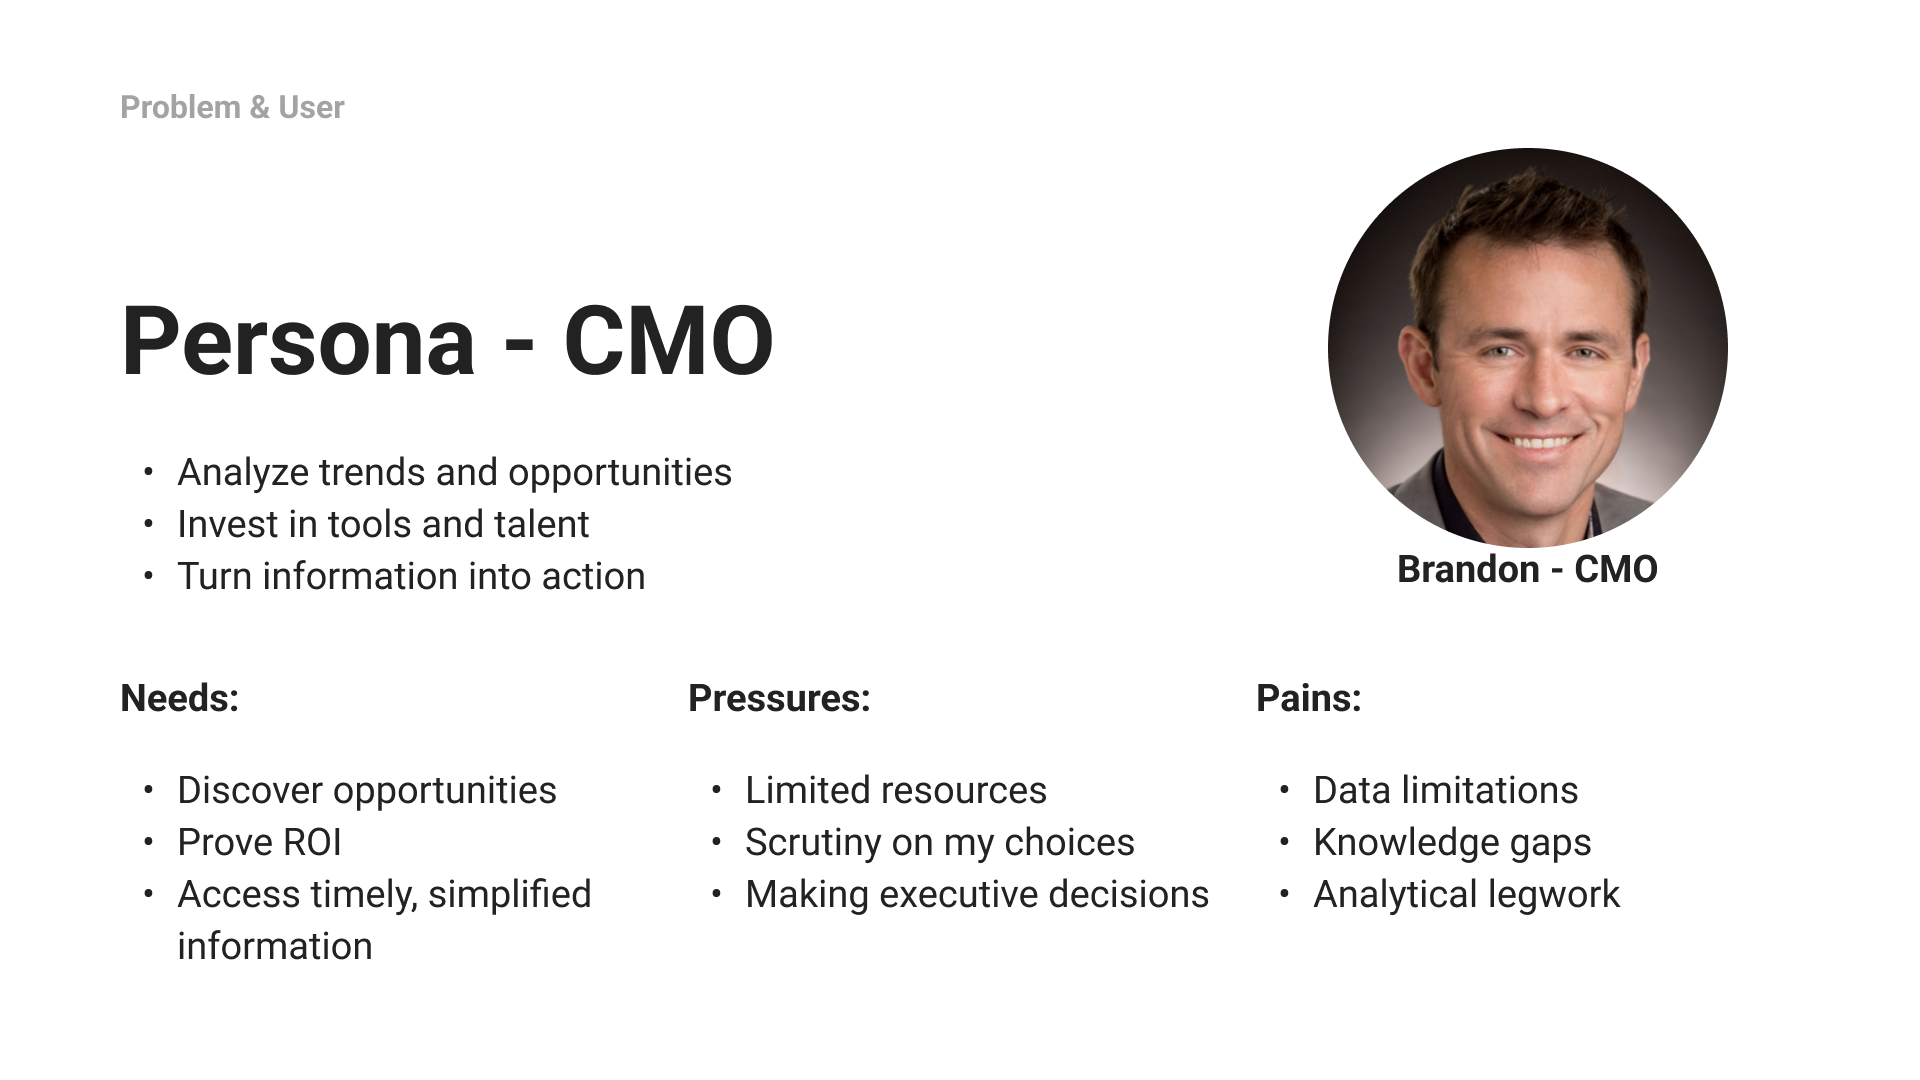 Problem & User
Persona - CMO
• Analyze trends and opportunities
• Invest in tools and talent
• Turn information into action
Brandon - CMO
Needs:
• Discover opportunities
• Prove ROI
• Access timely, simplified
information
Pressures:
• Limited resources
• Scrutiny on my choices
• Making executive decisions
Pains:
• Data limitations
• Knowledge gaps
• Analytical legwork